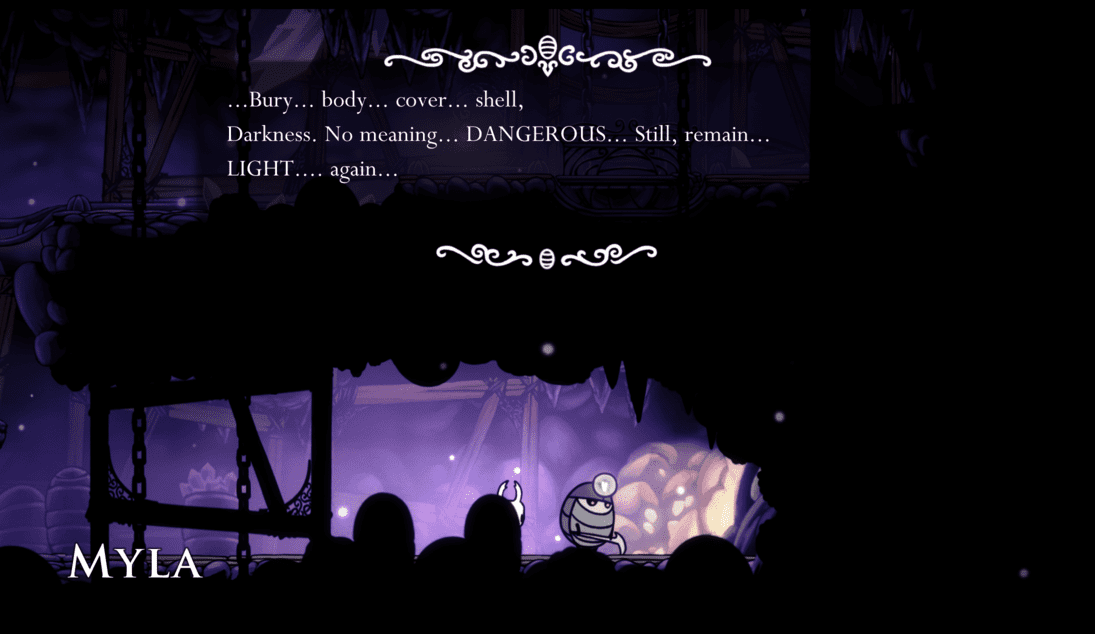 ...Bury... body... cover... shell,
Darkness. No meaning... DANGEROUS... Still, remain...
LIGHT.... again...
MYLA